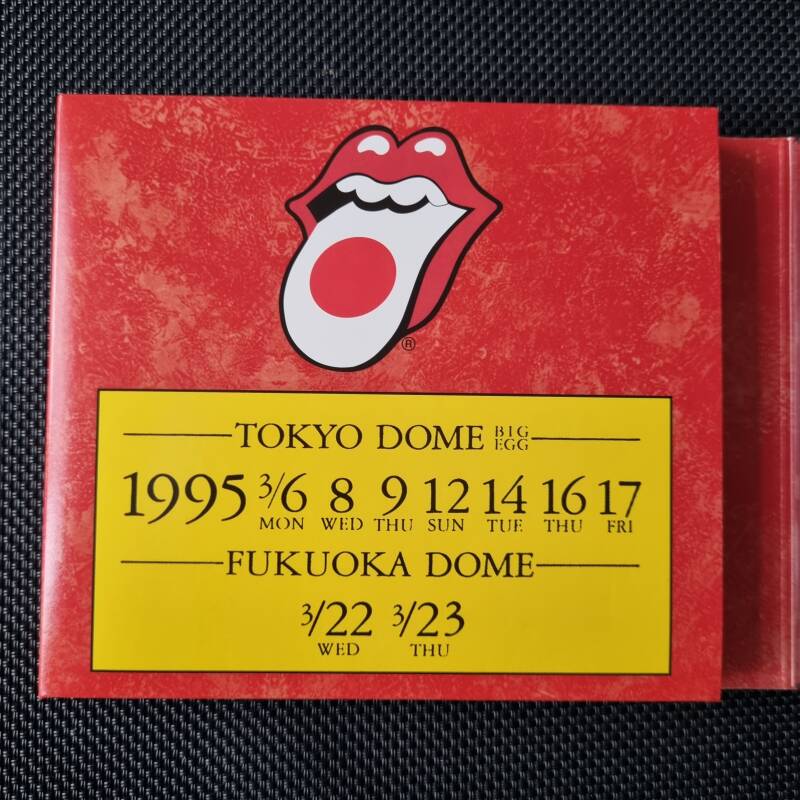 ®
TOKYO DOME BIG EGG
1995 3/6 8 9 12 14 16 17
MON WED THU SUN TUE THU FRI
FUKUOKA DOME
3/22 3/23
WED THU